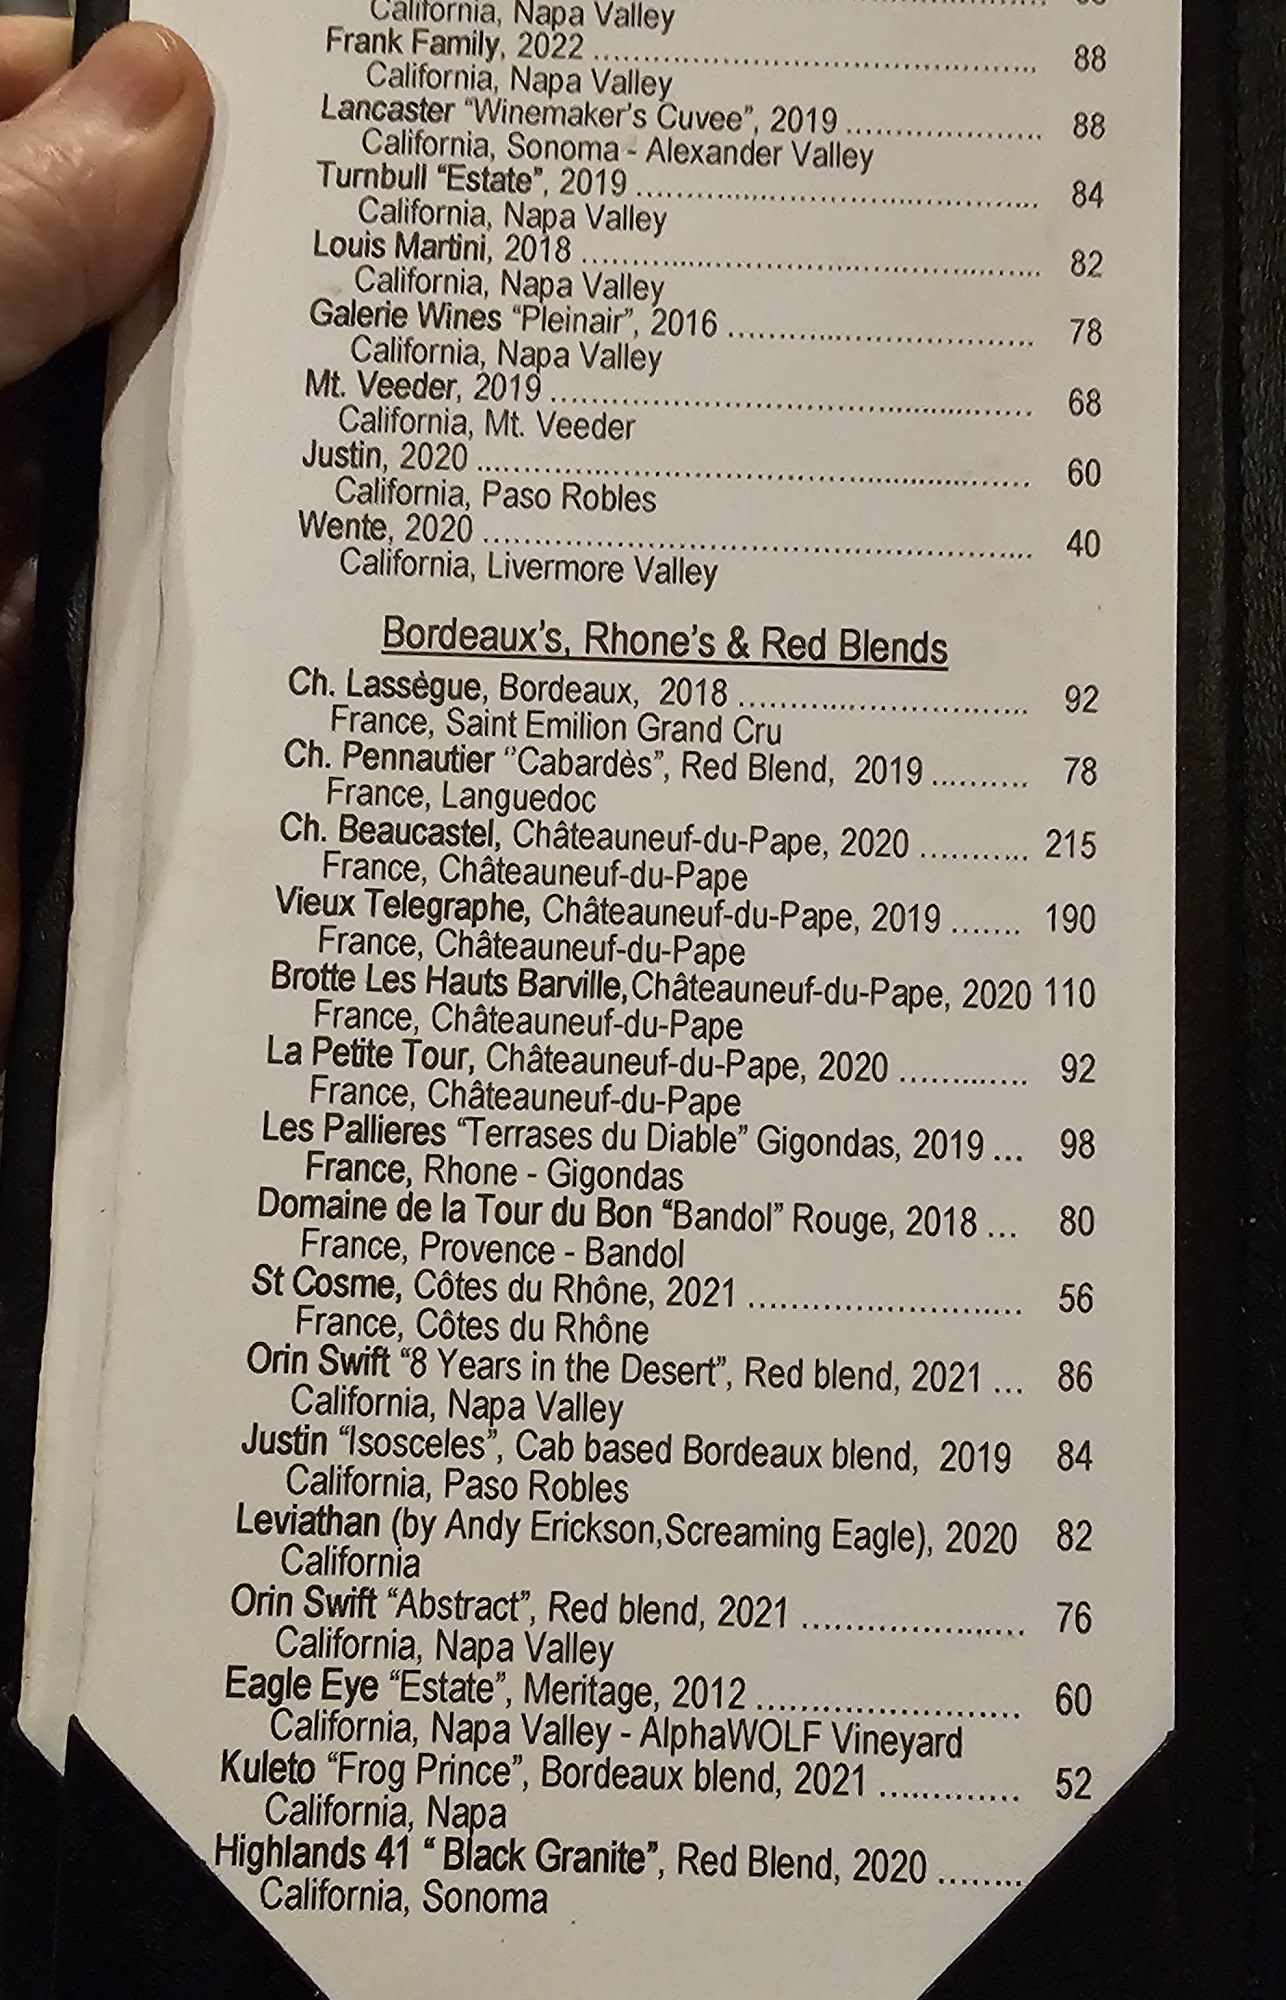 California, Napa Valley
Frank Family, 2022 ........................................................ 88
California, Napa Valley
Lancaster “Winemaker’s Cuvee”, 2019 .................... 88
California, Sonoma - Alexander Valley
Turnbull “Estate”, 2019 ......................................... 84
California, Napa Valley
Louis Martini, 2018 ............................................... 82
California, Napa Valley
Galerie Wines “Pleinair”, 2016 ................................ 78
California, Napa Valley
Mt. Veeder, 2019 .................................................. 68
California, Mt. Veeder
Justin, 2020 ......................................................... 60
California, Paso Robles
Wente, 2020 ........................................................ 40
California, Livermore Valley
Bordeaux’s, Rhone’s & Red Blends
Ch. Lassègue, Bordeaux, 2018 .............................. 92
France, Saint Emilion Grand Cru
Ch. Pennautier “Cabardès”, Red Blend, 2019 .......... 78
France, Languedoc
Ch. Beaucastel, Châteauneuf-du-Pape, 2020 ........... 215
France, Châteauneuf-du-Pape
Vieux Telegraphe, Châteauneuf-du-Pape, 2019 ....... 190
France, Châteauneuf-du-Pape
Brotte Les Hauts Barville,Châteauneuf-du-Pape, 2020 110
France, Châteauneuf-du-Pape
La Petite Tour, Châteauneuf-du-Pape, 2020 ............. 92
France, Châteauneuf-du-Pape
Les Pallieres “Terrases du Diable” Gigondas, 2019 ... 98
France, Rhone - Gigondas
Domaine de la Tour du Bon “Bandol” Rouge, 2018 ... 80
France, Provence - Bandol
St Cosme, Côtes du Rhône, 2021 .......................... 56
France, Côtes du Rhône
Orin Swift “8 Years in the Desert”, Red blend, 2021 ... 86
California, Napa Valley
Justin “Isosceles”, Cab based Bordeaux blend, 2019 84
California, Paso Robles
Leviathan (by Andy Erickson,Screaming Eagle), 2020 82
California
Orin Swift “Abstract”, Red blend, 2021 ..................... 76
California, Napa Valley
Eagle Eye “Estate”, Meritage, 2012 ......................... 60
California, Napa Valley - AlphaWOLF Vineyard
Kuleto “Frog Prince”, Bordeaux blend, 2021 ............. 52
California, Napa
Highlands 41 “ Black Granite”, Red Blend, 2020 ........
California, Sonoma